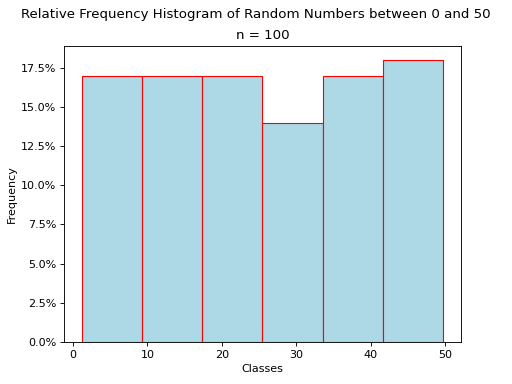 Relative Frequency Histogram of Random Numbers between 0 and 50
n = 100
17.5%
15.0%
12.5%
10.0%
7.5%
5.0%
2.5%
0.0%
Frequency
0 10 20 30 40 50
Classes